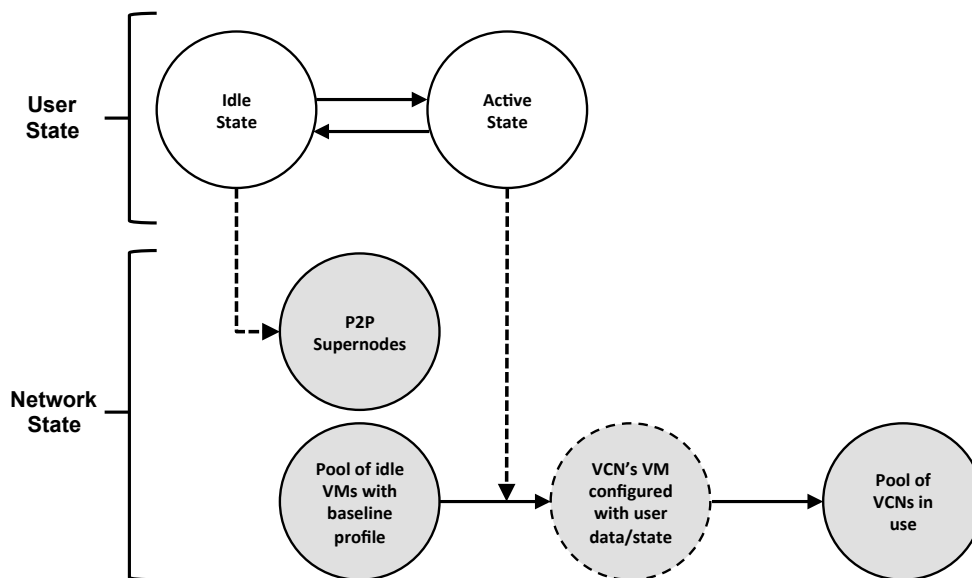 User
State
Idle
State
Active
State
Network
State
P2P
Supernodes
Pool of idle
VMs with
baseline
profile
VCN’s VM
configured
with user
data/state
Pool of
VCNs in
use